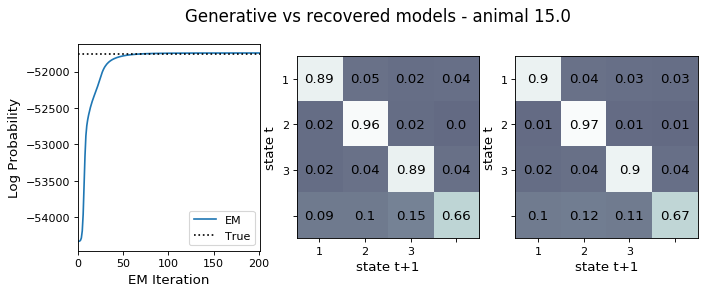 Generative vs recovered models - animal 15.0
Log Probability
−52000
−52500
−53000
−53500
−54000
EM
True
0 50 100 150 200
EM Iteration
state t
1 0.89 0.05 0.02 0.04
2 0.02 0.96 0.02 0.0
3 0.02 0.04 0.89 0.04
0.09 0.1 0.15 0.66
1 2 3
state t+1
state t
1 0.9 0.04 0.03 0.03
2 0.01 0.97 0.01 0.01
3 0.02 0.04 0.9 0.04
0.1 0.12 0.11 0.67
1 2 3
state t+1